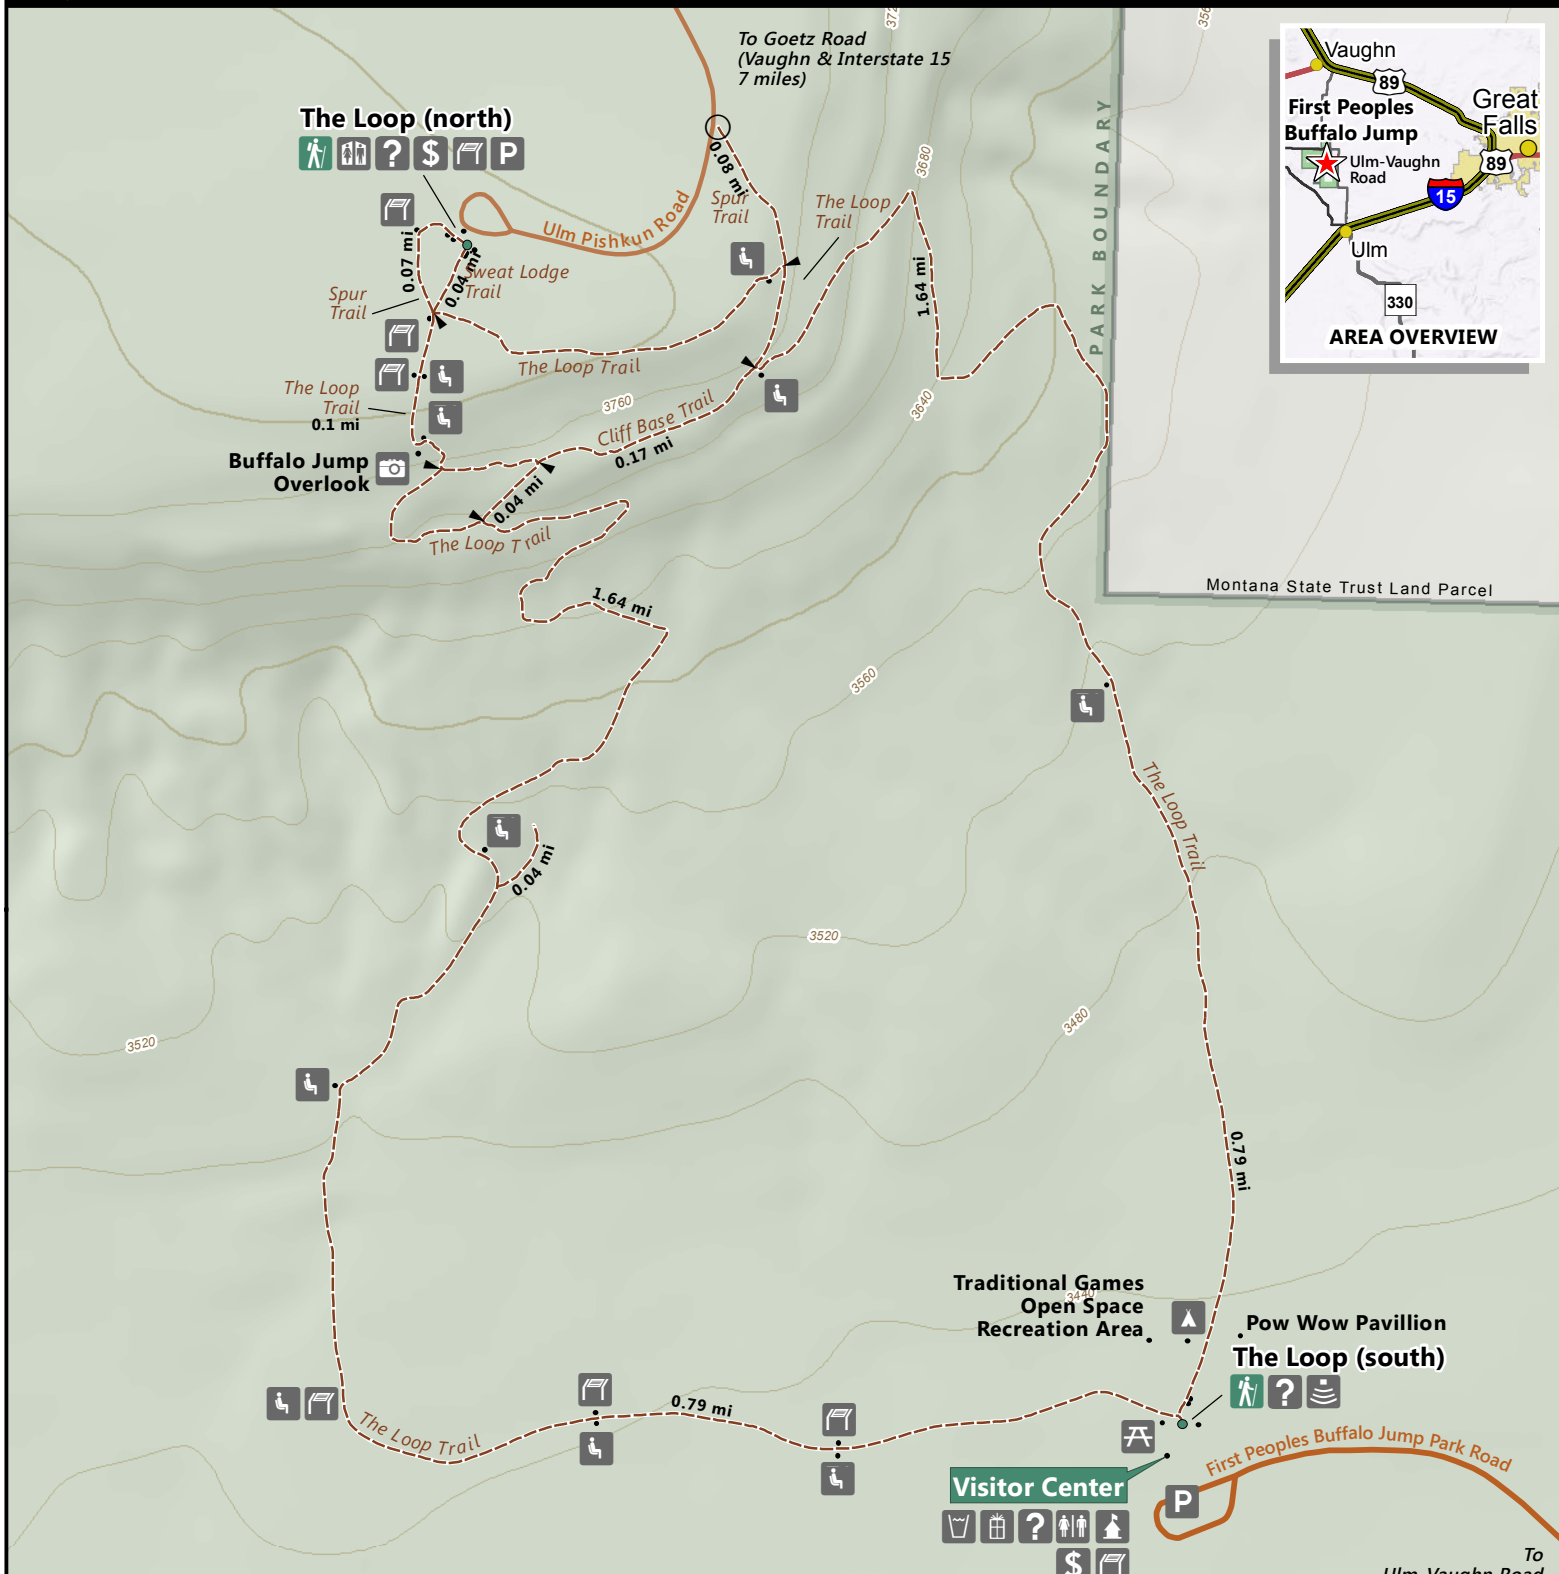 To Goetz Road
(Vaughn & Interstate 15
7 miles)
3680
PARK BOUNDARY
Vaughn
89
Great
Falls
First Peoples
Buffalo Jump
89
Ulm-Vaughn
Road
15
Ulm
330
AREA OVERVIEW
The Loop (north)
? $ P
0.08 mi
Spur
Trail
The Loop
Trail
Ulm Pishkun Road
0.07 mi
0.04 mi
Sweat Lodge
Trail
Spur
Trail
1.64 mi
The Loop Trail
The Loop
Trail
0.1 mi
3760
3640
Cliff Base Trail
0.17 mi
Buffalo Jump
Overlook
0.04 mi
The Loop Trail
1.64 mi
Montana State Trust Land Parcel
3560
The Loop Trail
0.04 mi
3520
3480
3520
0.79 mi
Traditional Games
Open Space
Recreation Area
3440
Pow Wow Pavillion
The Loop (south)
?
0.79 mi
The Loop Trail
First Peoples Buffalo Jump Park Road
Visitor Center
P
?
$
To
Ulm-Vaughn Road